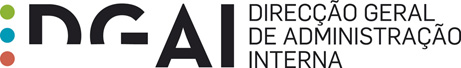 DGAI
DIRECÇÃO GERAL
DE ADMINISTRAÇÃO
INTERNA